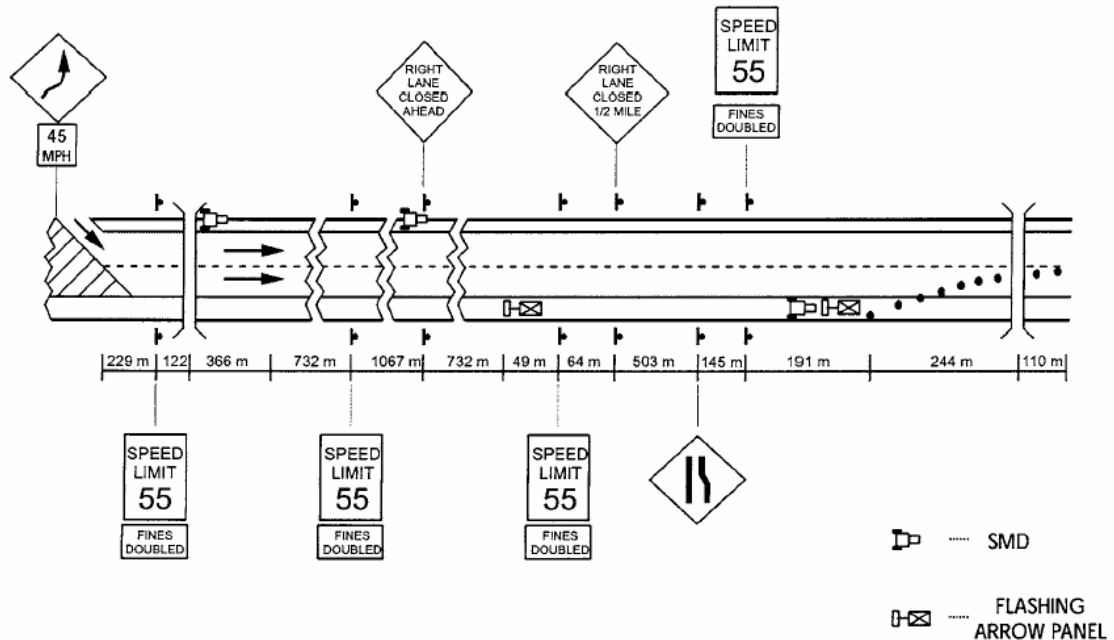 SPEED
LIMIT
55
FINES
DOUBLED
RIGHT
LANE
CLOSED
AHEAD
RIGHT
LANE
CLOSED
1/2 MILE
45
MPH
229 m
122
366 m
732 m
1067 m
732 m
49 m
64 m
503 m
145 m
191 m
244 m
110 m
SPEED
LIMIT
55
FINES
DOUBLED
SPEED
LIMIT
55
FINES
DOUBLED
SPEED
LIMIT
55
FINES
DOUBLED
SMD
FLASHING
ARROW PANEL